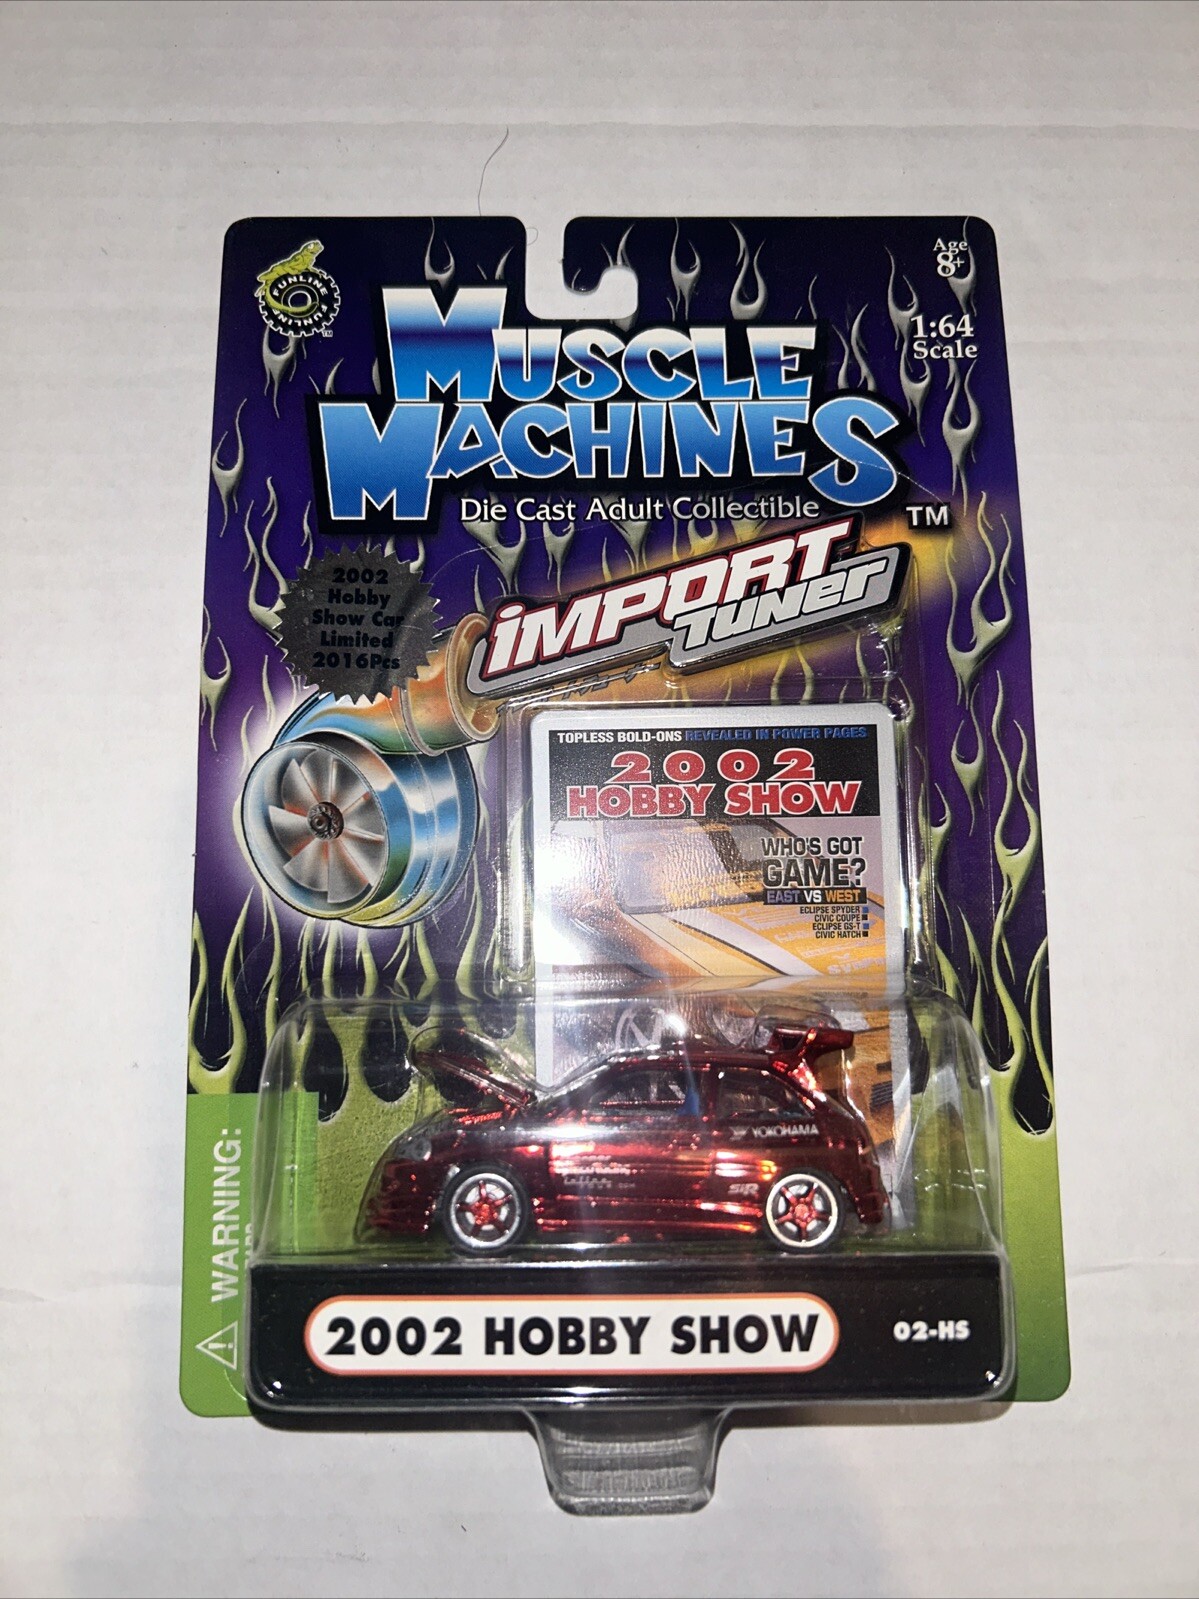 FUNLINE FUNLINE
TM
Age
8+
1:64
Scale
MUSCLE
MACHINES
Die Cast Adult Collectible
TM
iMPORT
TUNER
2002
Hobby
Show Car
Limited
2016Pcs
TOPLESS BOLD-ONS REVEALED IN POWER PAGES
2002
HOBBY SHOW
WHO'S GOT
GAME?
EAST VS WEST
ECLIPSE SPYDER
CIVIC COUPE
ECLIPSE GS-T
CIVIC HATCH
YOKOHAMA
SiR
WARNING:
2002 HOBBY SHOW
02-HS